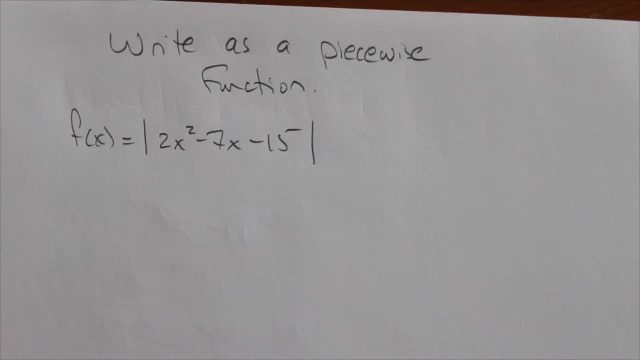 Write as a piecewise
Function.
f(x) = | 2x² - 7x - 15 |